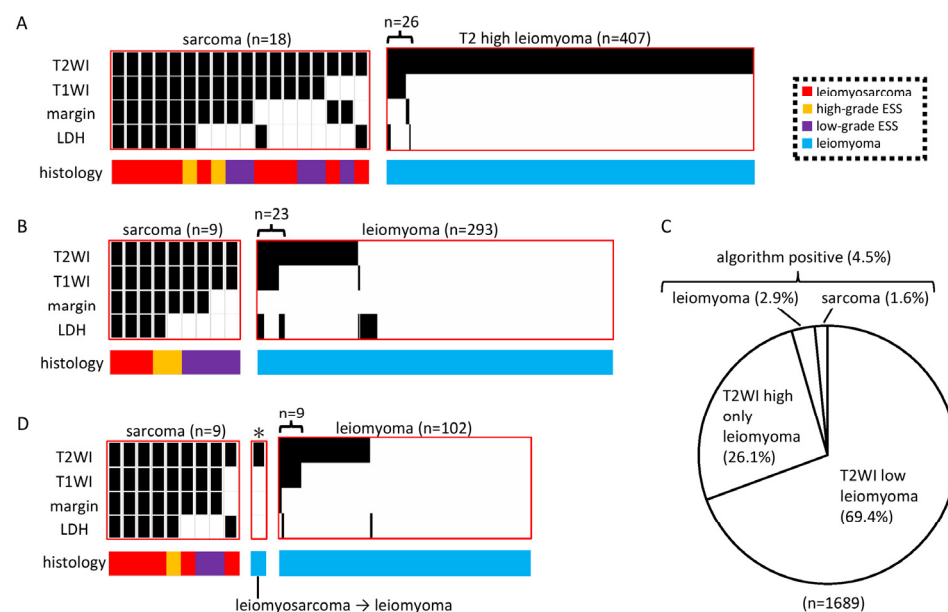 A
n=26
sarcoma (n=18)
T2 high leiomyoma (n=407)
T2WI
T1WI
margin
LDH
histology
leiomyosarcoma
high-grade ESS
low-grade ESS
leiomyoma
B
n=23
sarcoma (n=9)
leiomyoma (n=293)
T2WI
T1WI
margin
LDH
histology
C
algorithm positive (4.5%)
leiomyoma (2.9%)
sarcoma (1.6%)
T2WI high
only
leiomyoma
(26.1%)
T2WI low
leiomyoma
(69.4%)
(n=1689)
D
n=9
sarcoma (n=9)
*
leiomyoma (n=102)
T2WI
T1WI
margin
LDH
histology
leiomyosarcoma → leiomyoma